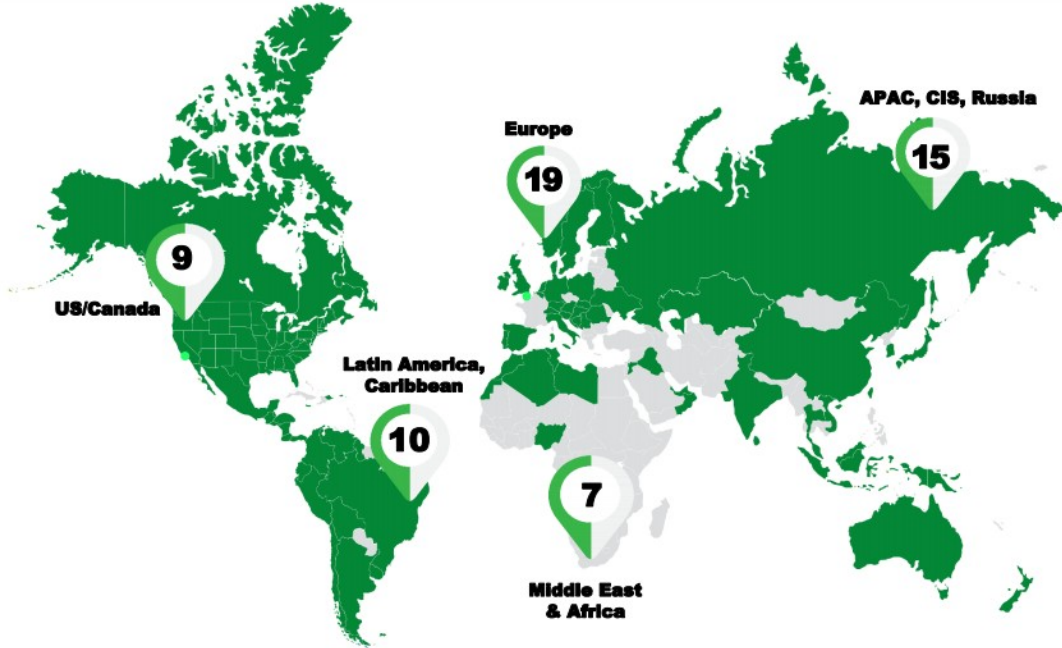 APAC, CIS, Russia
15
Europe
19
9
US/Canada
Latin America,
Caribbean
10
7
Middle East
& Africa